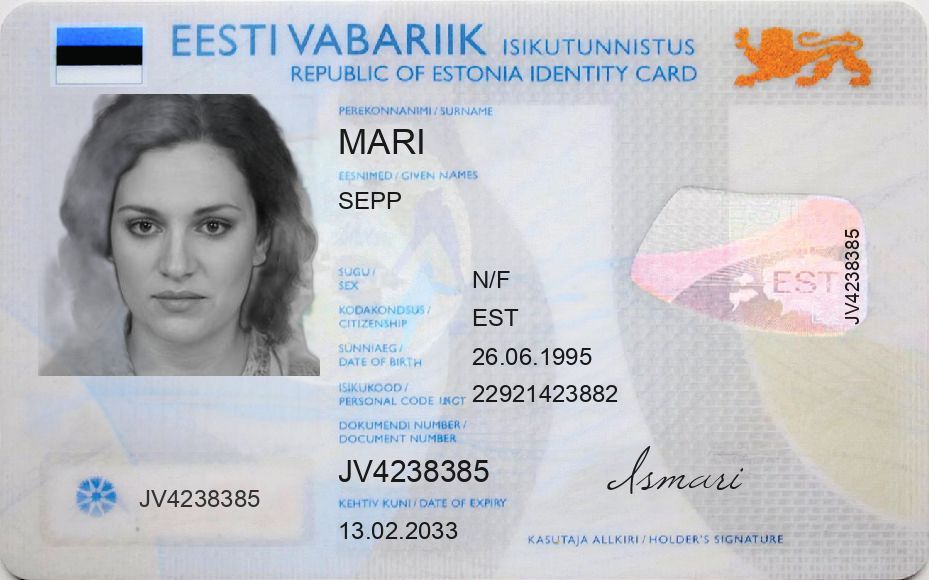 EESTI VABARIIK ISIKUTUNNISTUS
REPUBLIC OF ESTONIA IDENTITY CARD
PEREKONNANIMI / SURNAME
MARI
EESNIMED / GIVEN NAMES
SEPP
SUGU /
SEX
N/F
KODAKONDSUS /
CITIZENSHIP
EST
SÜNNIAEG /
DATE OF BIRTH
26.06.1995
ISIKUKOOD /
PERSONAL CODE
22921423882
DOKUMENDI NUMBER /
DOCUMENT NUMBER
JV4238385
KEHTIV KUNI / DATE OF EXPIRY
13.02.2033
JV4238385
EST
JV4238385
Ismari
KASUTAJA ALLKIRI / HOLDER'S SIGNATURE